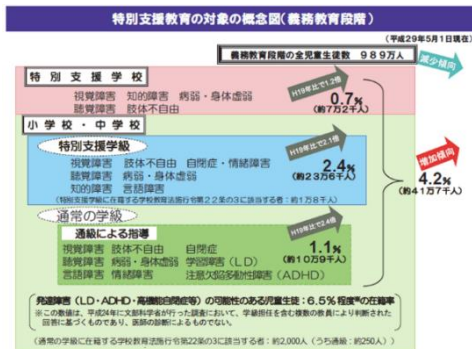 特別支援教育の対象の概念図(義務教育段階)
(平成29年5月1日現在)
義務教育段階の全児童生徒数 989万人
減少傾向
特別支援学校
視覚障害 知的障害 病弱・身体虚弱
聴覚障害 肢体不自由
H19年比で1.2倍
0.7%
(約7万2千人)
小学校・中学校
特別支援学級
視覚障害 肢体不自由 自閉症・情緒障害
聴覚障害 病弱・身体虚弱
知的障害 言語障害
(特別支援学級に在籍する学校教育法施行令第22条の3に該当する者:約1万8千人)
H19年比で2.1倍
2.4%
(約23万6千人)
増加傾向
4.2%
(約41万7千人)
通常の学級
通級による指導
視覚障害 肢体不自由 自閉症
聴覚障害 病弱・身体虚弱 学習障害(LD)
言語障害 情緒障害 注意欠陥多動性障害(ADHD)
H19年比で2.4倍
1.1%
(約10万9千人)
発達障害(LD・ADHD・高機能自閉症等)の可能性のある児童生徒:6.5%程度※の在籍率
※この数値は、平成24年に文部科学省が行った調査において、学級担任を含む複数の教員により判断された
回答に基づくものであり、医師の診断によるものでない。
(通常の学級に在籍する学校教育法施行令第22条の3に該当する者:約2,000人(うち通級:約250人))